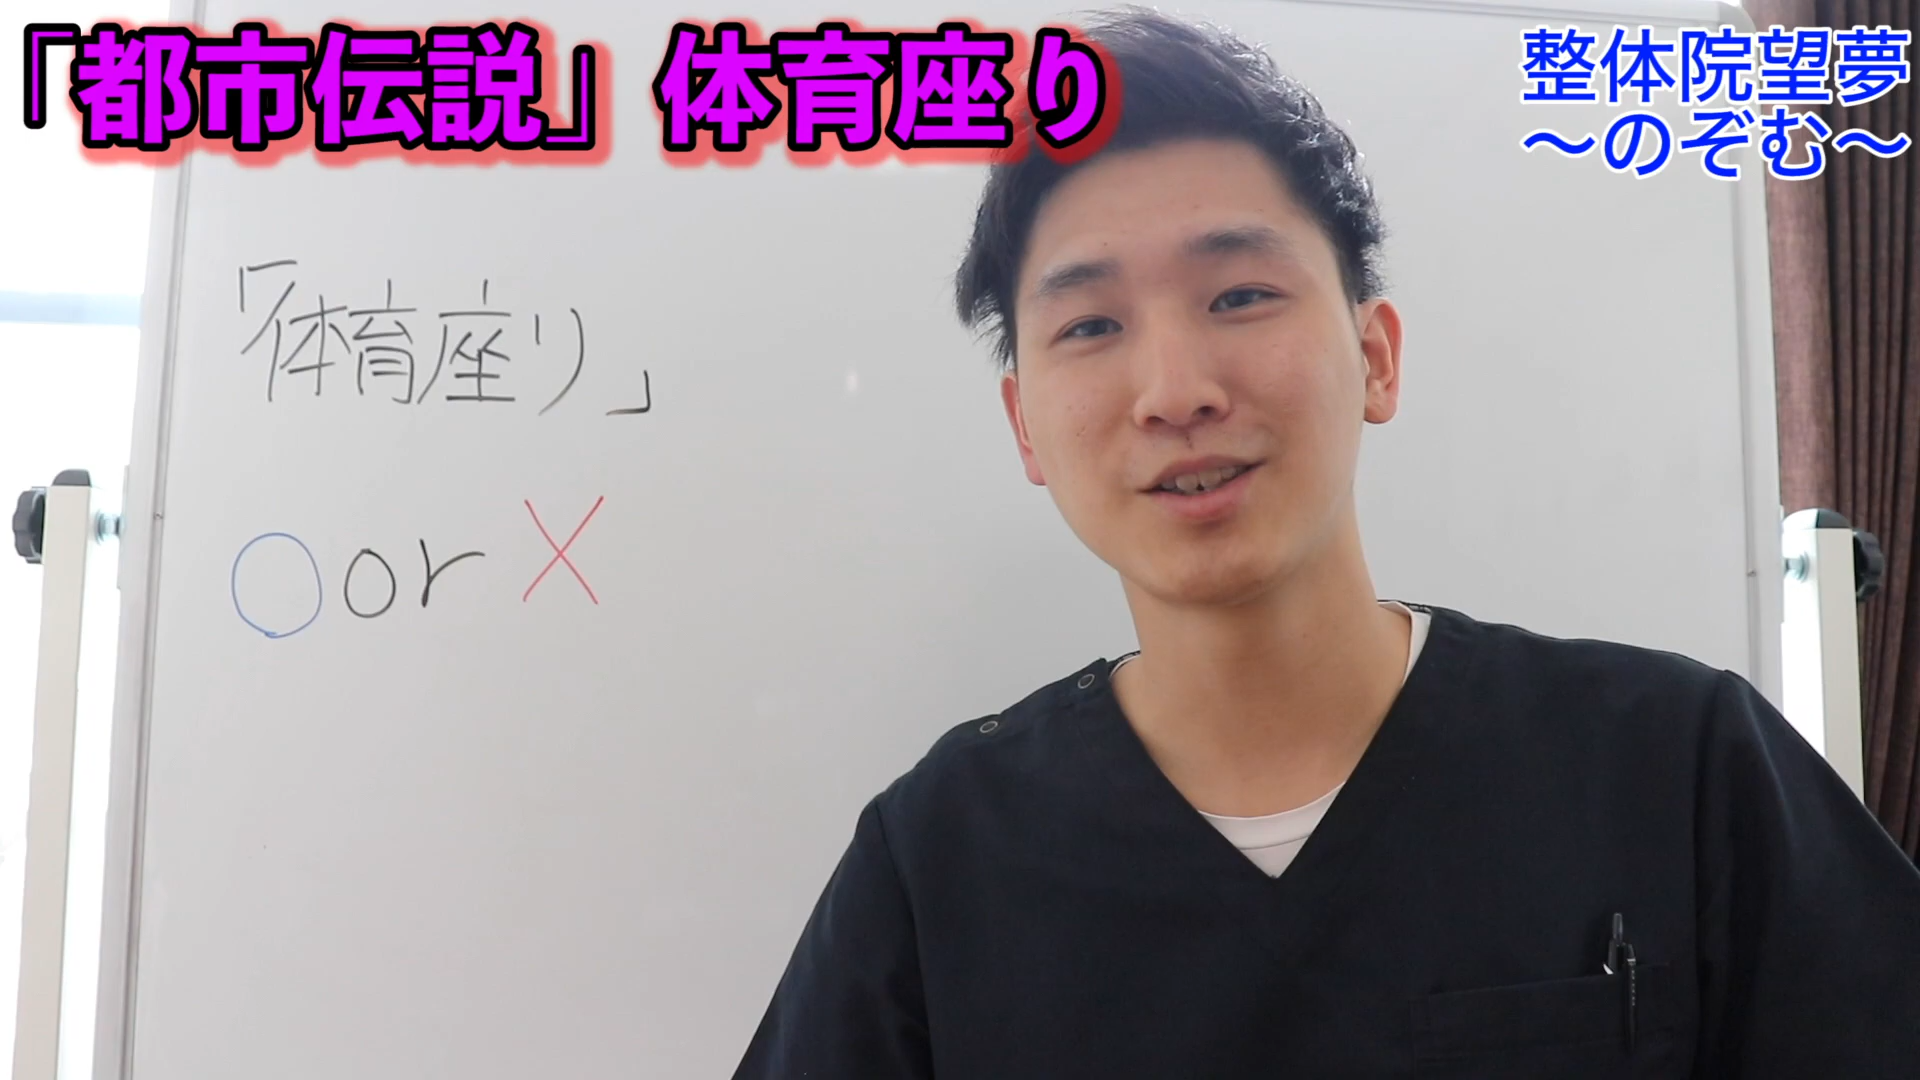 「都市伝説」体育座り
整体院望夢
～のぞむ～
「体育座り」
○ or ×